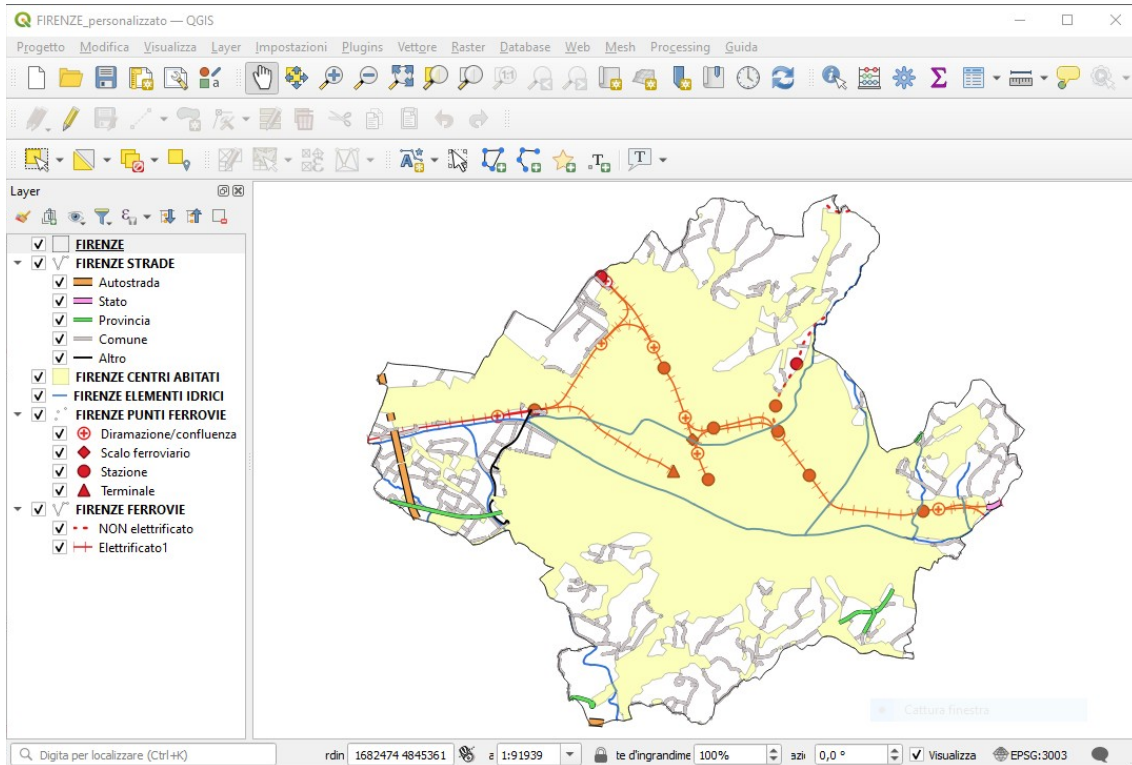 FIRENZE_personalizzato — QGIS
Progetto Modifica Visualizza Layer Impostazioni Plugins Vettore Raster Database Web Mesh Processing Guida
Layer
FIRENZE
FIRENZE STRADE
Autostrada
Stato
Provincia
Comune
Altro
FIRENZE CENTRI ABITATI
FIRENZE ELEMENTI IDRICI
FIRENZE PUNTI FERROVIE
Diramazione/confluenza
Scalo ferroviario
Stazione
Terminale
FIRENZE FERROVIE
NON elettrificato
Elettrificato1
Cattura finestra
Digita per localizzare (Ctrl+K) rdin 1682474 4845361 a 1:91939 te d'ingrandime 100% azi 0,0 ° Visualizza EPSG:3003